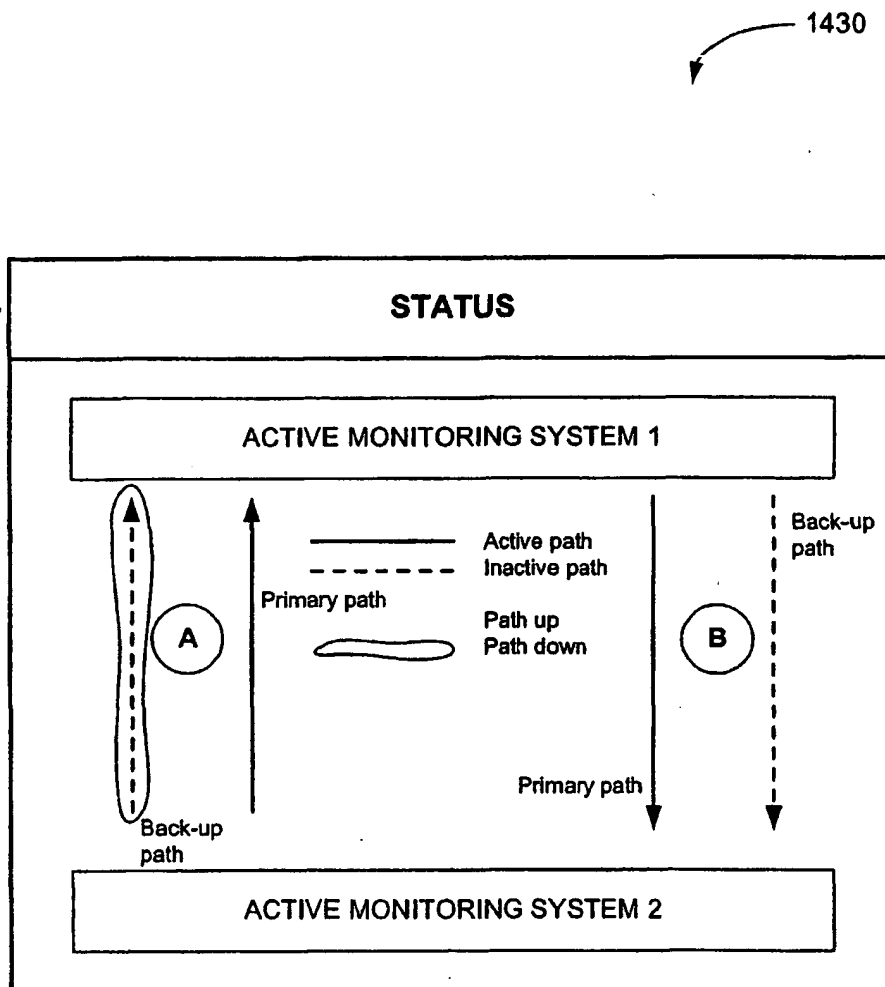 1430
STATUS
ACTIVE MONITORING SYSTEM 1
Active path
Inactive path
Back-up
path
Primary path
A
Path up
Path down
B
Primary path
Back-up
path
ACTIVE MONITORING SYSTEM 2